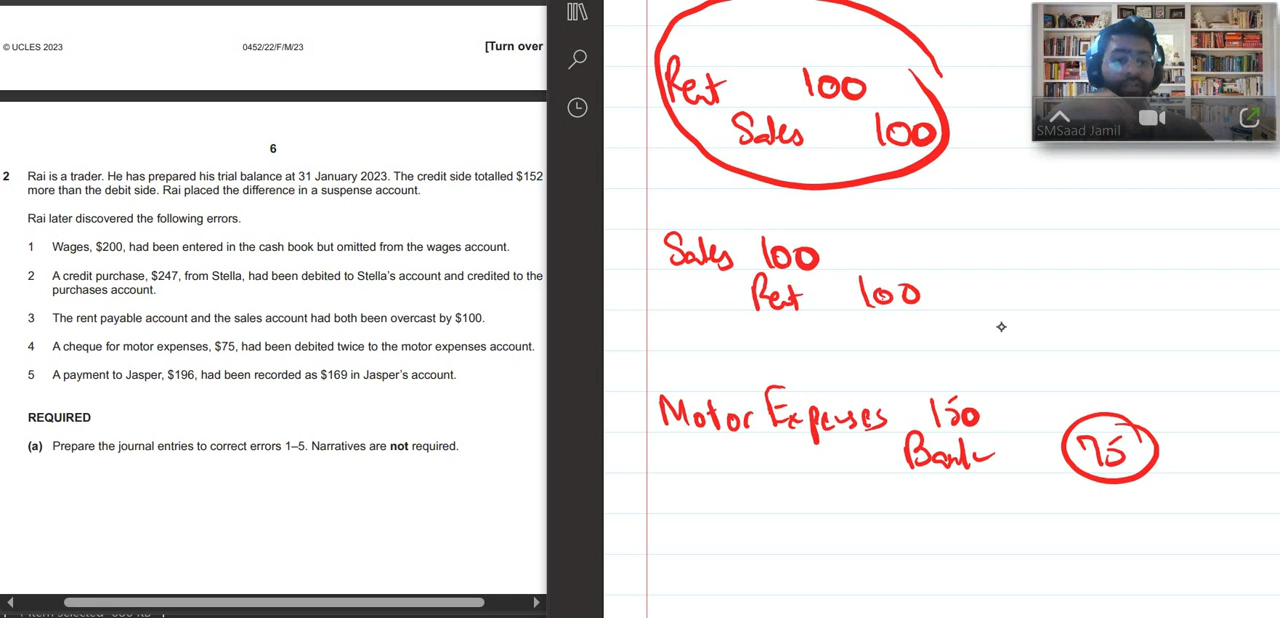 © UCLES 2023 0452/22/F/M/23 [Turn over
6
2 Rai is a trader. He has prepared his trial balance at 31 January 2023. The credit side totalled $152
more than the debit side. Rai placed the difference in a suspense account.
Rai later discovered the following errors.
1 Wages, $200, had been entered in the cash book but omitted from the wages account.
2 A credit purchase, $247, from Stella, had been debited to Stella's account and credited to the
purchases account.
3 The rent payable account and the sales account had both been overcast by $100.
4 A cheque for motor expenses, $75, had been debited twice to the motor expenses account.
5 A payment to Jasper, $196, had been recorded as $169 in Jasper's account.
REQUIRED
(a) Prepare the journal entries to correct errors 1–5. Narratives are not required.
Rent 100
Sales 100
Sales 100
Rent 100
Motor Expenses 150
Bank 75
SMSaad Jamil